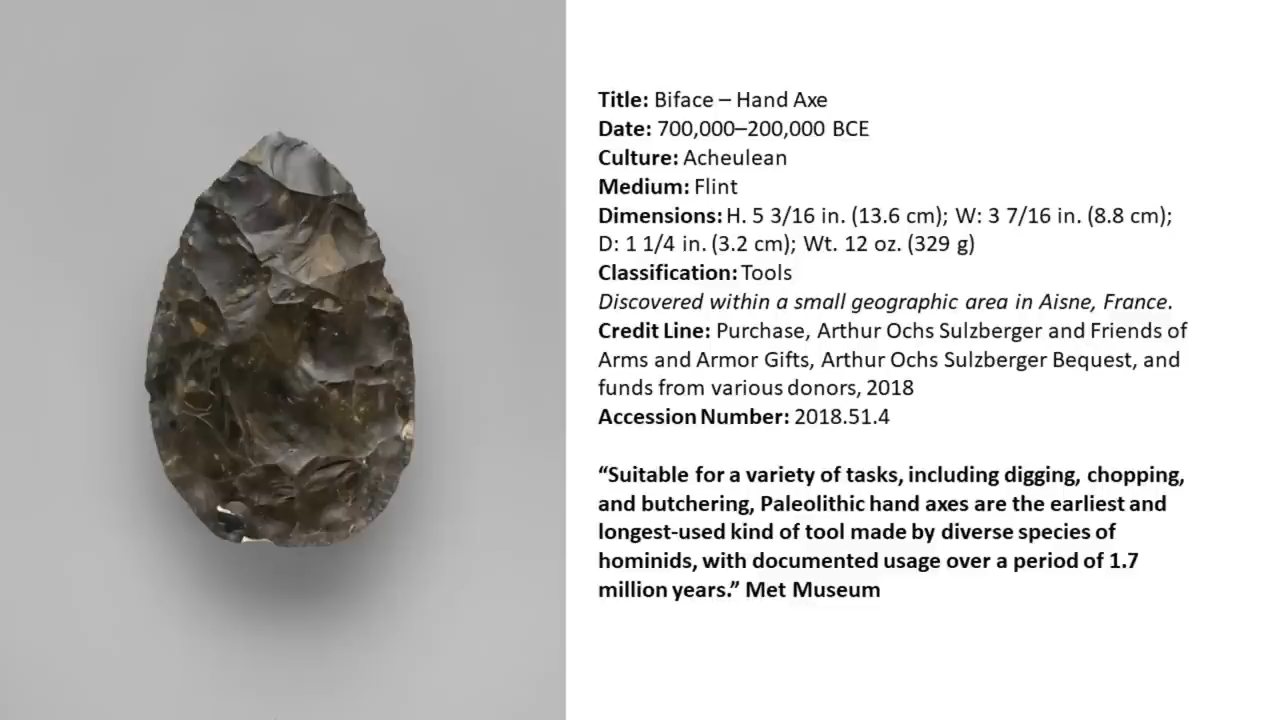 Title: Biface – Hand Axe
Date: 700,000–200,000 BCE
Culture: Acheulean
Medium: Flint
Dimensions: H. 5 3/16 in. (13.6 cm); W: 3 7/16 in. (8.8 cm);
D: 1 1/4 in. (3.2 cm); Wt. 12 oz. (329 g)
Classification: Tools
Discovered within a small geographic area in Aisne, France.
Credit Line: Purchase, Arthur Ochs Sulzberger and Friends of
Arms and Armor Gifts, Arthur Ochs Sulzberger Bequest, and
funds from various donors, 2018
Accession Number: 2018.51.4
“Suitable for a variety of tasks, including digging, chopping,
and butchering, Paleolithic hand axes are the earliest and
longest-used kind of tool made by diverse species of
hominids, with documented usage over a period of 1.7
million years.” Met Museum